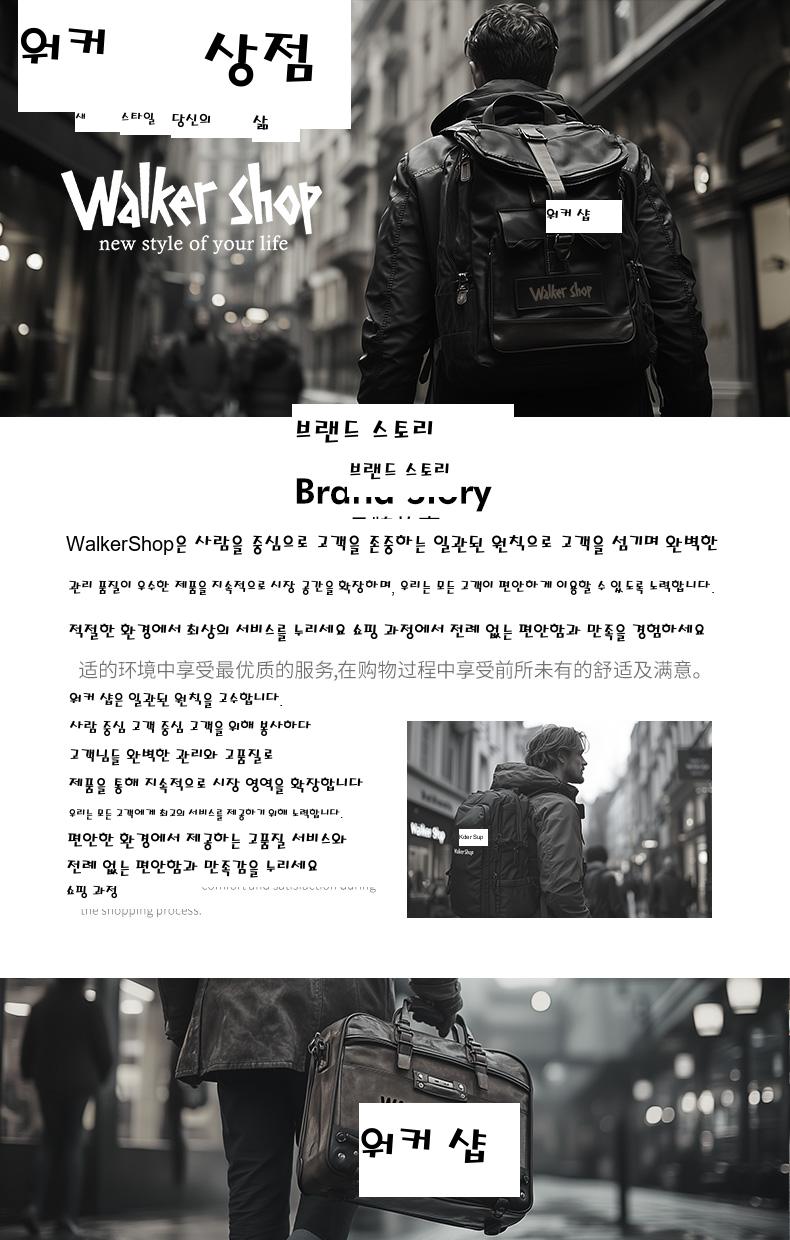 워커 상점
새 스타일 당신의 삶
Walker Shop
new style of your life
워커 샵
Walker Shop
브랜드 스토리
브랜드 스토리
Brand Story
WalkerShop은 사람을 중심으로 고객을 존중하는 일관된 원칙으로 고객을 섬기며 완벽한
관리 품질이 우수한 제품을 지속적으로 시장 공간을 확장하며, 우리는 모든 고객이 편안하게 이용할 수 있도록 노력합니다.
적절한 환경에서 최상의 서비스를 누리세요 쇼핑 과정에서 전례 없는 편안함과 만족을 경험하세요
适的环境中享受最优质的服务,在购物过程中享受前所未有的舒适及满意。
워커 샵은 일관된 원칙을 고수합니다.
사람 중심 고객 중심 고객을 위해 봉사하다
고객님들 완벽한 관리와 고품질로
제품을 통해 지속적으로 시장 영역을 확장합니다
우리는 모든 고객에게 최고의 서비스를 제공하기 위해 노력합니다.
편안한 환경에서 제공하는 고품질 서비스와
전례 없는 편안함과 만족감을 누리세요
쇼핑 과정 comfort and satisfaction during
the shopping process.
Walker Shop
Kder Sup
Walker Shop
워커 샵